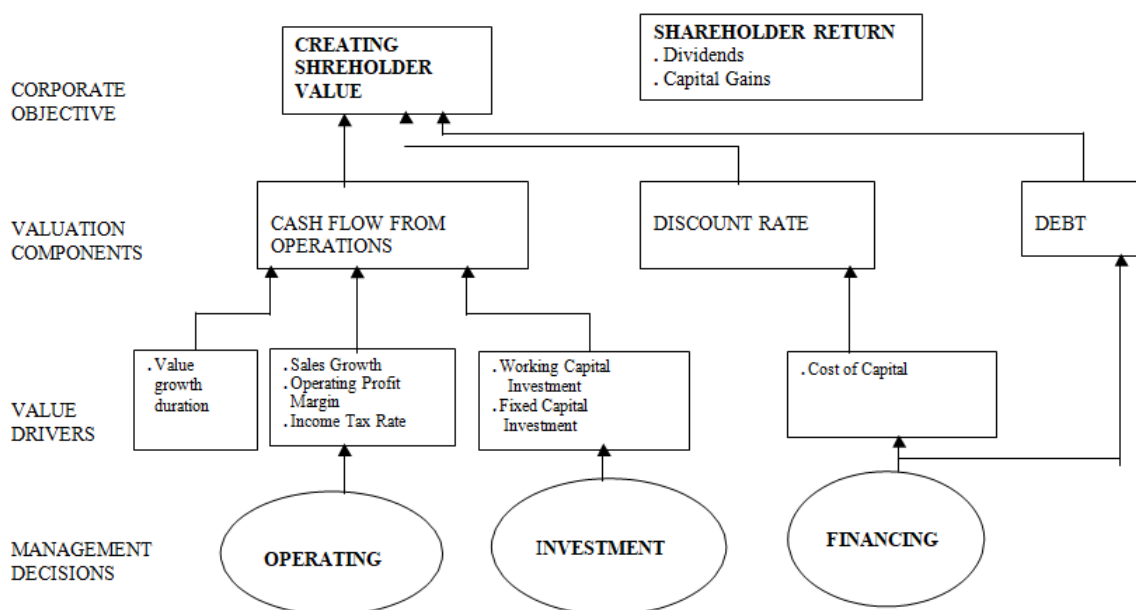 CORPORATE
OBJECTIVE
CREATING
SHREHOLDER
VALUE
SHAREHOLDER RETURN
. Dividends
. Capital Gains
VALUATION
COMPONENTS
CASH FLOW FROM
OPERATIONS
DISCOUNT RATE
DEBT
VALUE
DRIVERS
. Value
growth
duration
. Sales Growth
. Operating Profit
Margin
. Income Tax Rate
. Working Capital
Investment
. Fixed Capital
Investment
. Cost of Capital
MANAGEMENT
DECISIONS
OPERATING
INVESTMENT
FINANCING